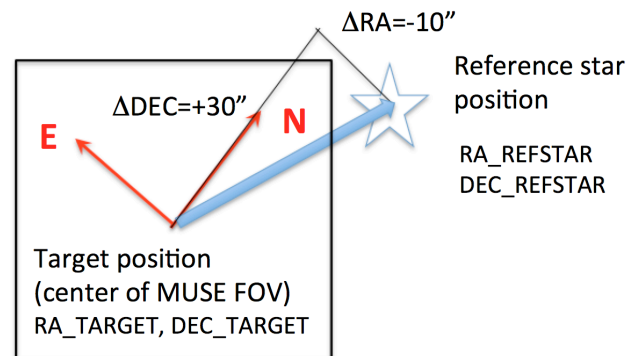 ΔRA=-10”
Reference star
position
ΔDEC=+30”
N
E
RA_REFSTAR
DEC_REFSTAR
Target position
(center of MUSE FOV)
RA_TARGET, DEC_TARGET